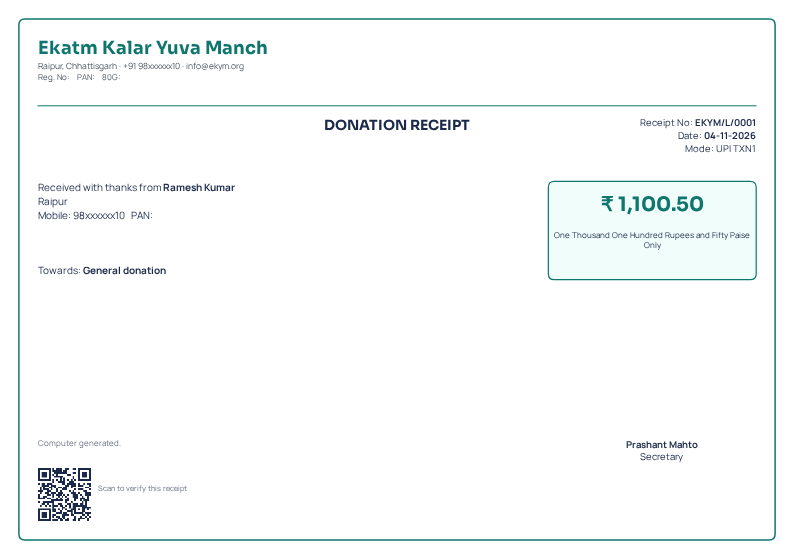 Ekatm Kalar Yuva Manch
Raipur, Chhattisgarh · +91 98xxxxxx10 · info@ekym.org
Reg. No: PAN: 80G:
DONATION RECEIPT
Receipt No: EKYM/L/0001
Date: 04-11-2026
Mode: UPI TXN1
Received with thanks from Ramesh Kumar
Raipur
Mobile: 98xxxxxx10 PAN:
₹ 1,100.50
One Thousand One Hundred Rupees and Fifty Paise
Only
Towards: General donation
Computer generated.
Prashant Mahto
Secretary
Scan to verify this receipt